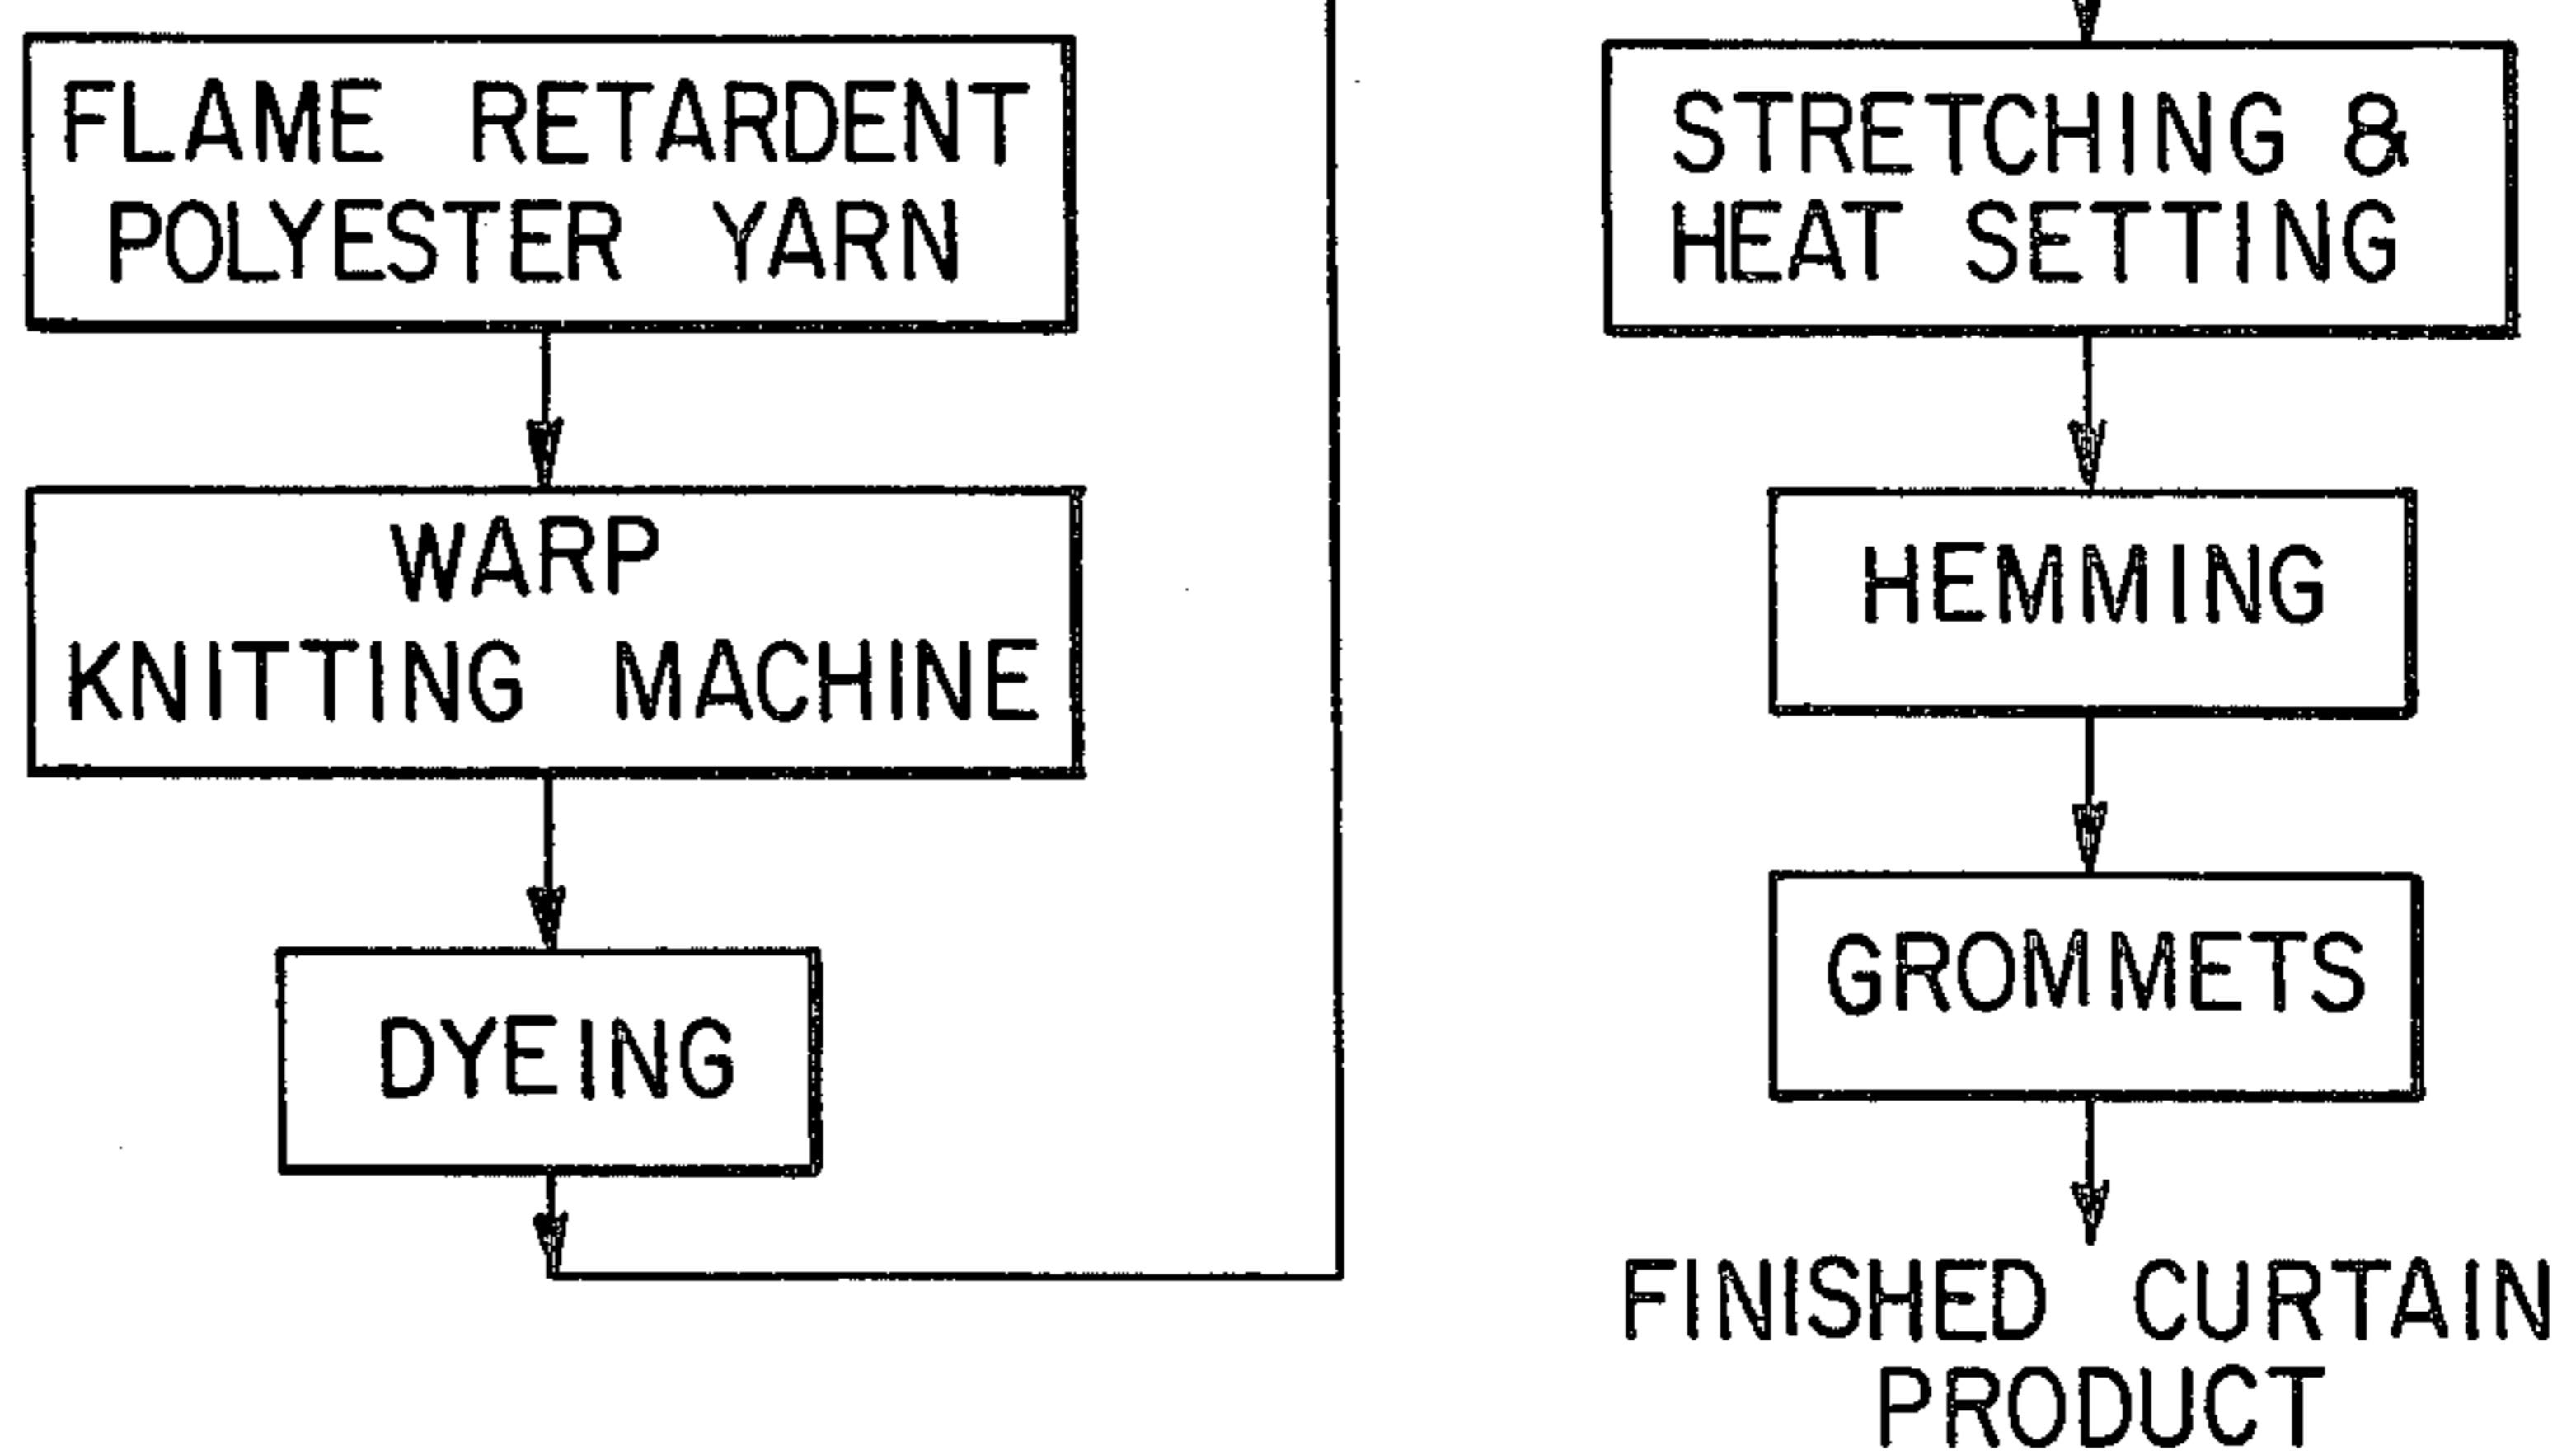 FLAME RETARDENT
POLYESTER YARN
WARP
KNITTING MACHINE
DYEING
STRETCHING &
HEAT SETTING
HEMMING
GROMMETS
FINISHED CURTAIN
PRODUCT